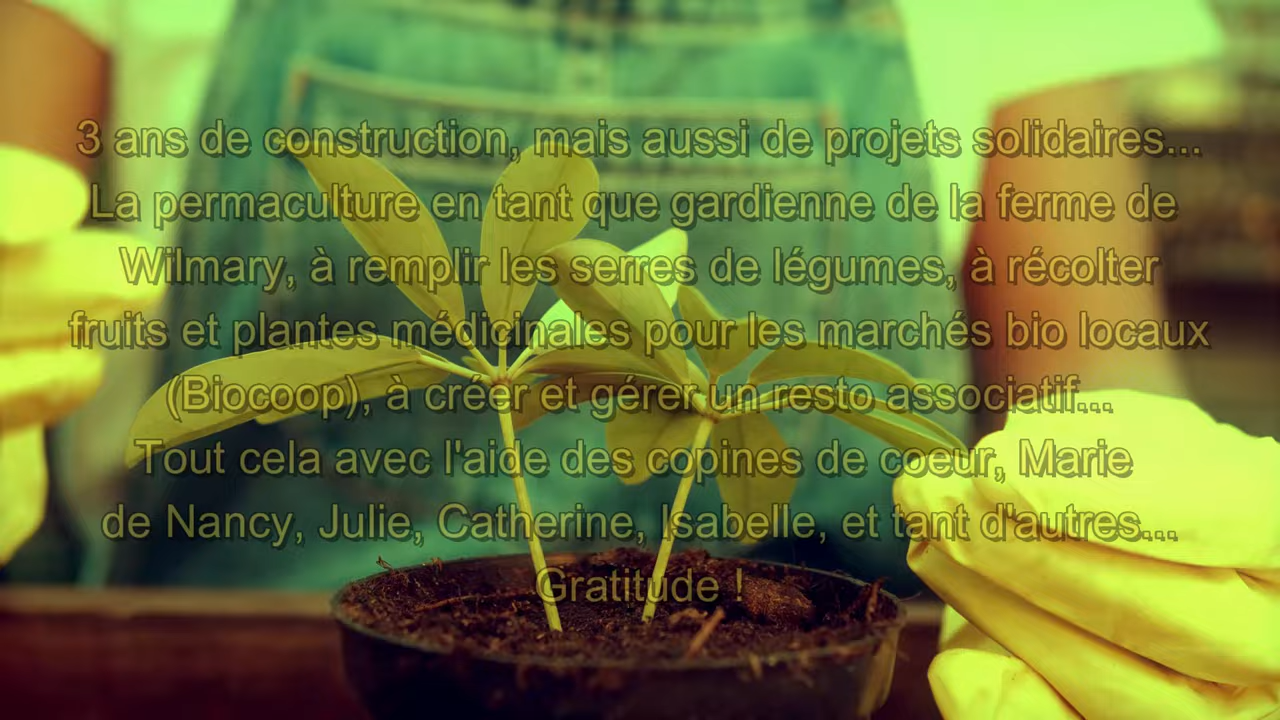 3 ans de construction, mais aussi de projets solidaires...
La permaculture en tant que gardienne de la ferme de
Wilmary, à remplir les serres de légumes, à récolter
fruits et plantes médicinales pour les marchés bio locaux
(Biocoop), à créer et gérer un resto associatif...
Tout cela avec l'aide des copines de coeur, Marie
de Nancy, Julie, Catherine, Isabelle, et tant d'autres...
Gratitude !